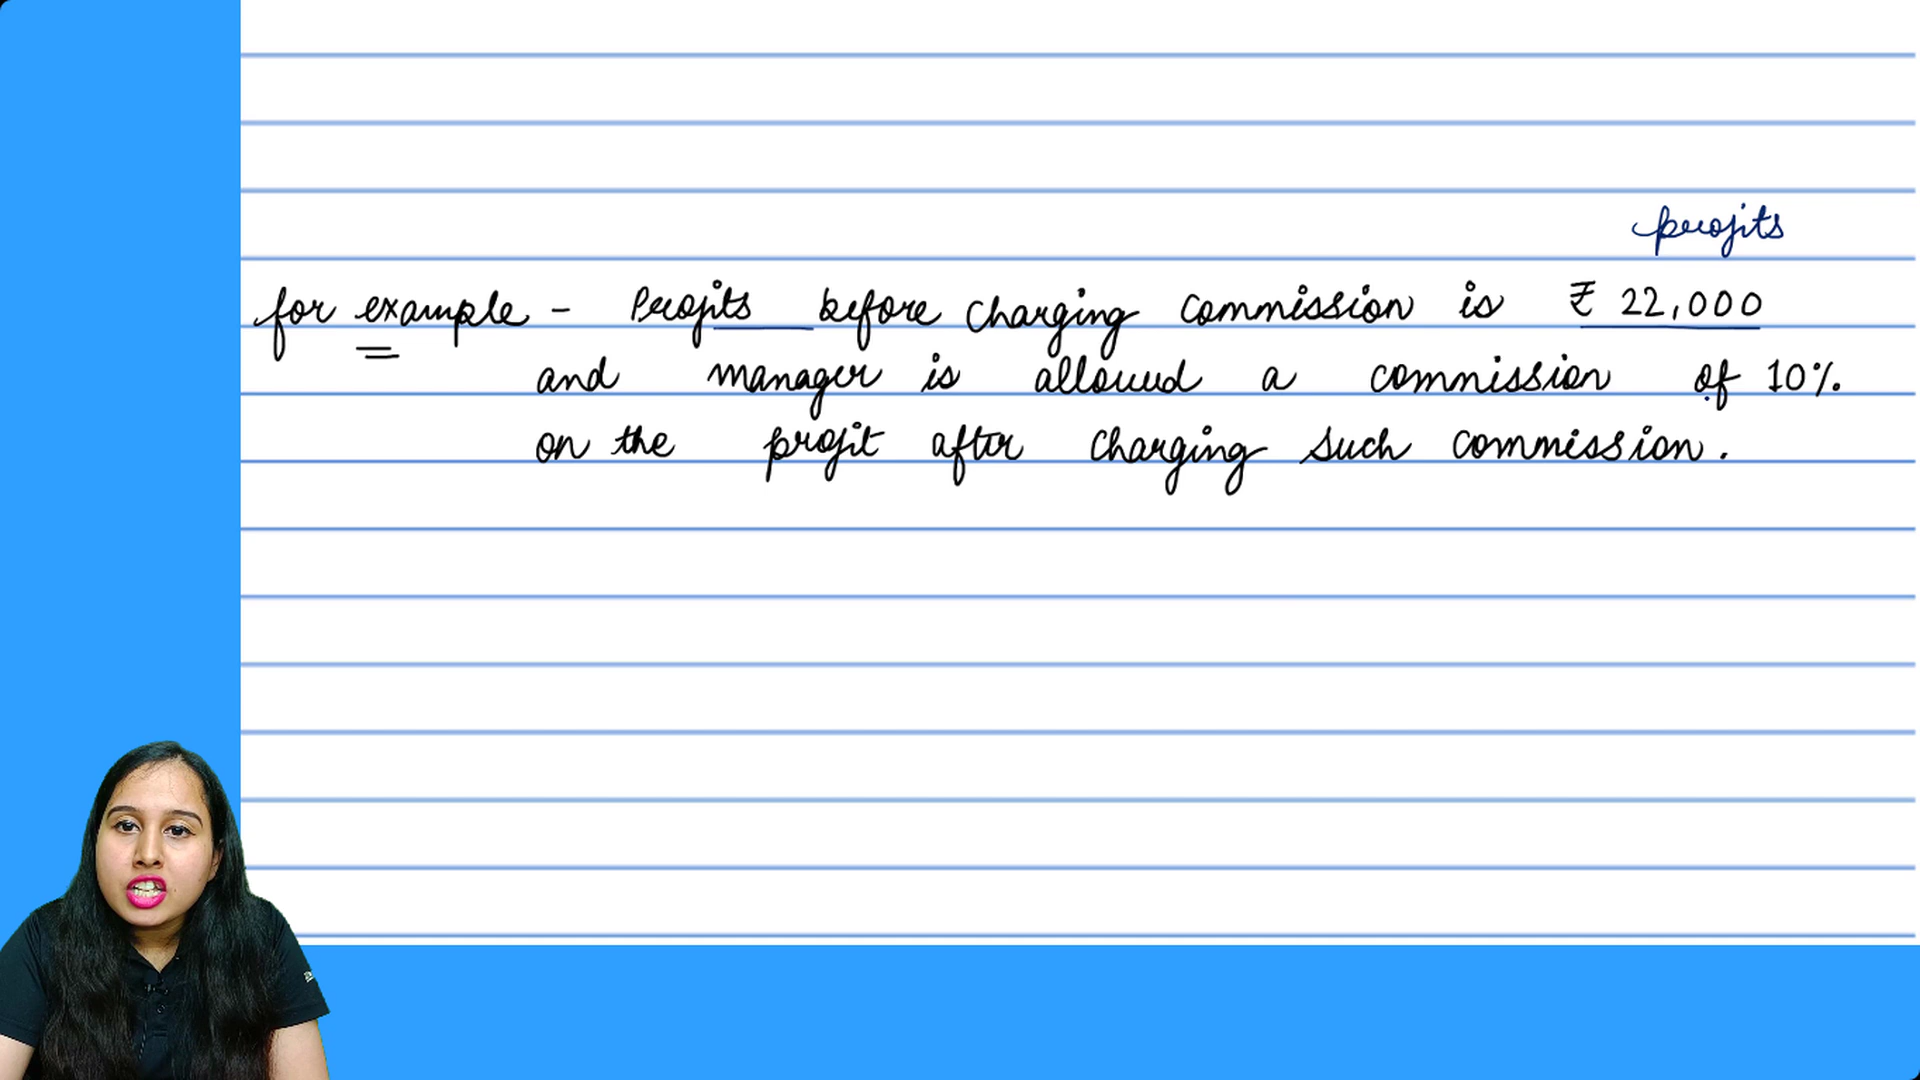 profits
for example - Profits before charging commission is ₹ 22,000
and manager is allowed a commission of 10%
on the profit after charging such commission.